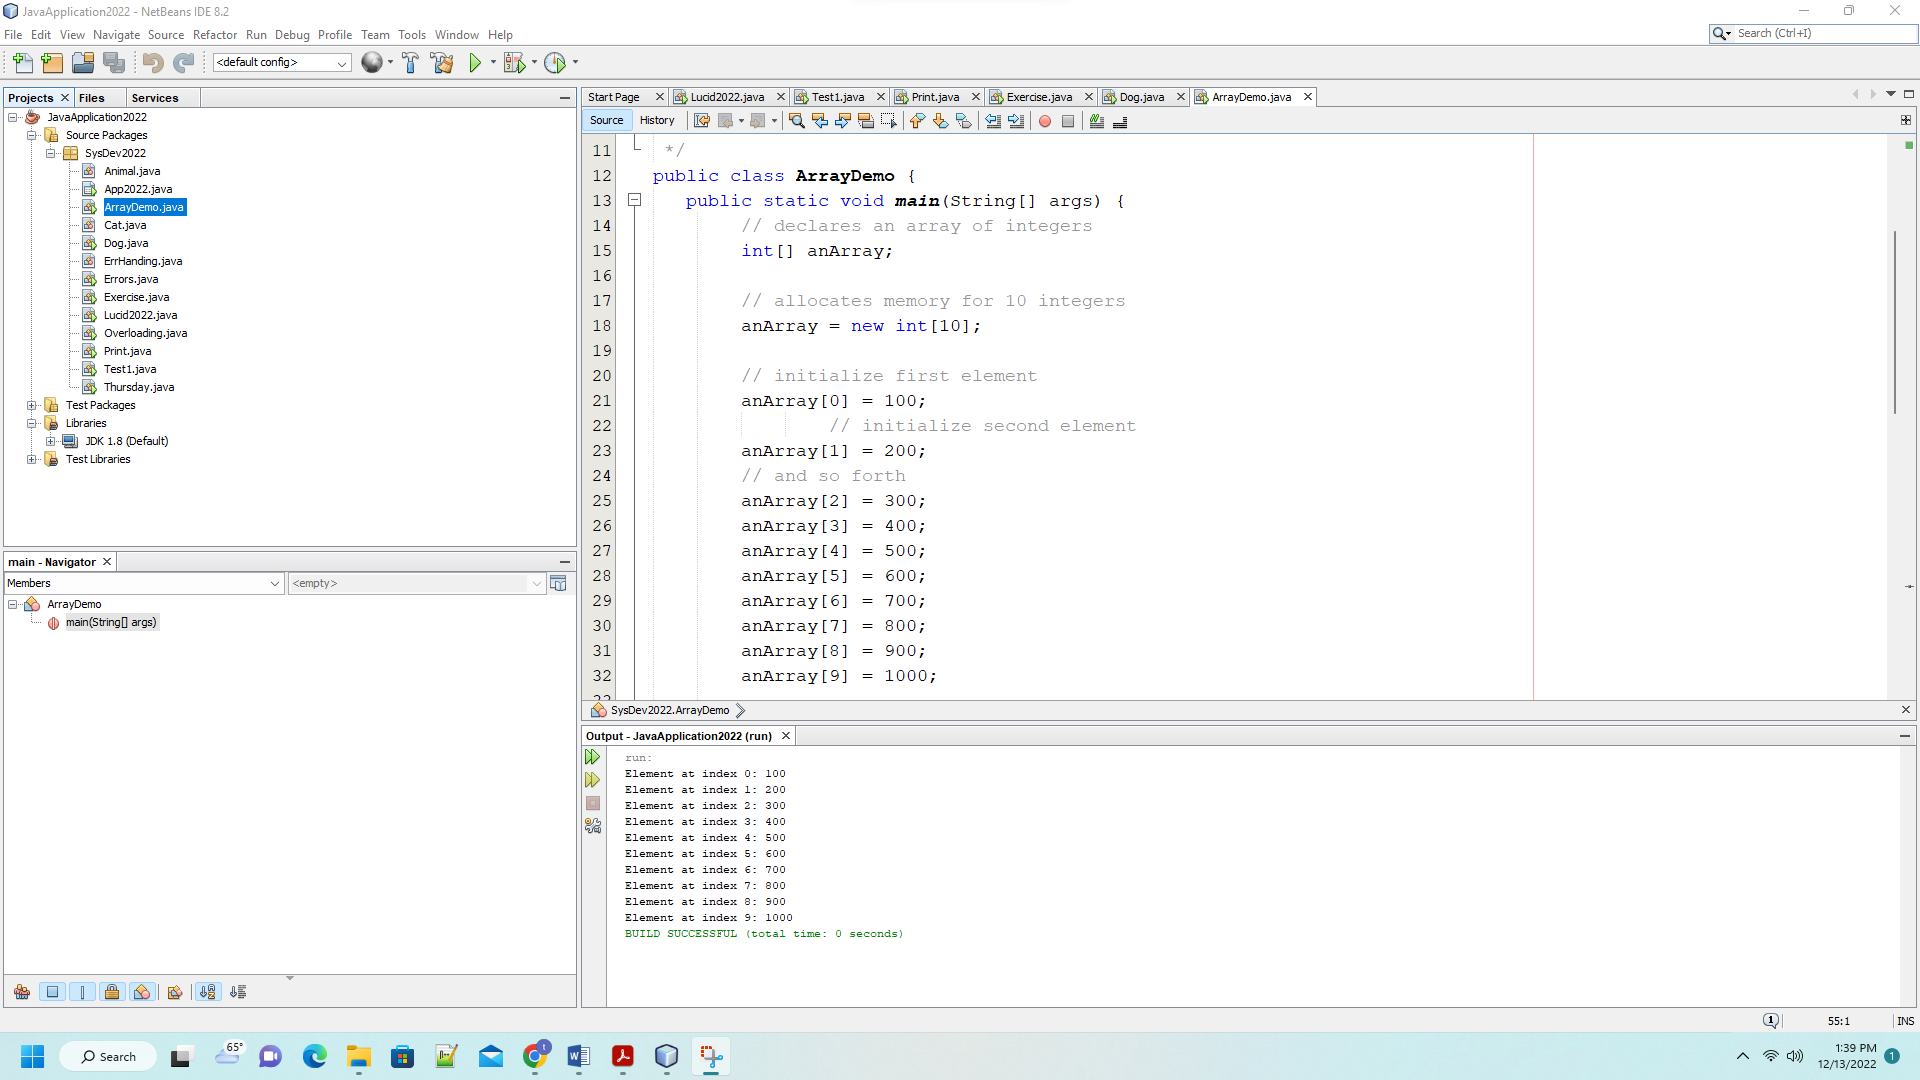 JavaApplication2022 - NetBeans IDE 8.2
File Edit View Navigate Source Refactor Run Debug Profile Team Tools Window Help
Search (Ctrl+I)
<default config>
Projects Files Services
JavaApplication2022
Source Packages
SysDev2022
Animal.java
App2022.java
ArrayDemo.java
Cat.java
Dog.java
ErrHanding.java
Errors.java
Exercise.java
Lucid2022.java
Overloading.java
Print.java
Test1.java
Thursday.java
Test Packages
Libraries
JDK 1.8 (Default)
Test Libraries
main - Navigator
Members <empty>
ArrayDemo
main(String[] args)
Start Page Lucid2022.java Test1.java Print.java Exercise.java Dog.java ArrayDemo.java
Source History
11 */
12 public class ArrayDemo {
13 public static void main(String[] args) {
14 // declares an array of integers
15 int[] anArray;
16
17 // allocates memory for 10 integers
18 anArray = new int[10];
19
20 // initialize first element
21 anArray[0] = 100;
22 // initialize second element
23 anArray[1] = 200;
24 // and so forth
25 anArray[2] = 300;
26 anArray[3] = 400;
27 anArray[4] = 500;
28 anArray[5] = 600;
29 anArray[6] = 700;
30 anArray[7] = 800;
31 anArray[8] = 900;
32 anArray[9] = 1000;
SysDev2022.ArrayDemo
Output - JavaApplication2022 (run)
run:
Element at index 0: 100
Element at index 1: 200
Element at index 2: 300
Element at index 3: 400
Element at index 4: 500
Element at index 5: 600
Element at index 6: 700
Element at index 7: 800
Element at index 8: 900
Element at index 9: 1000
BUILD SUCCESSFUL (total time: 0 seconds)
1 55:1 INS
Search
65°
t
1:39 PM
12/13/2022
1